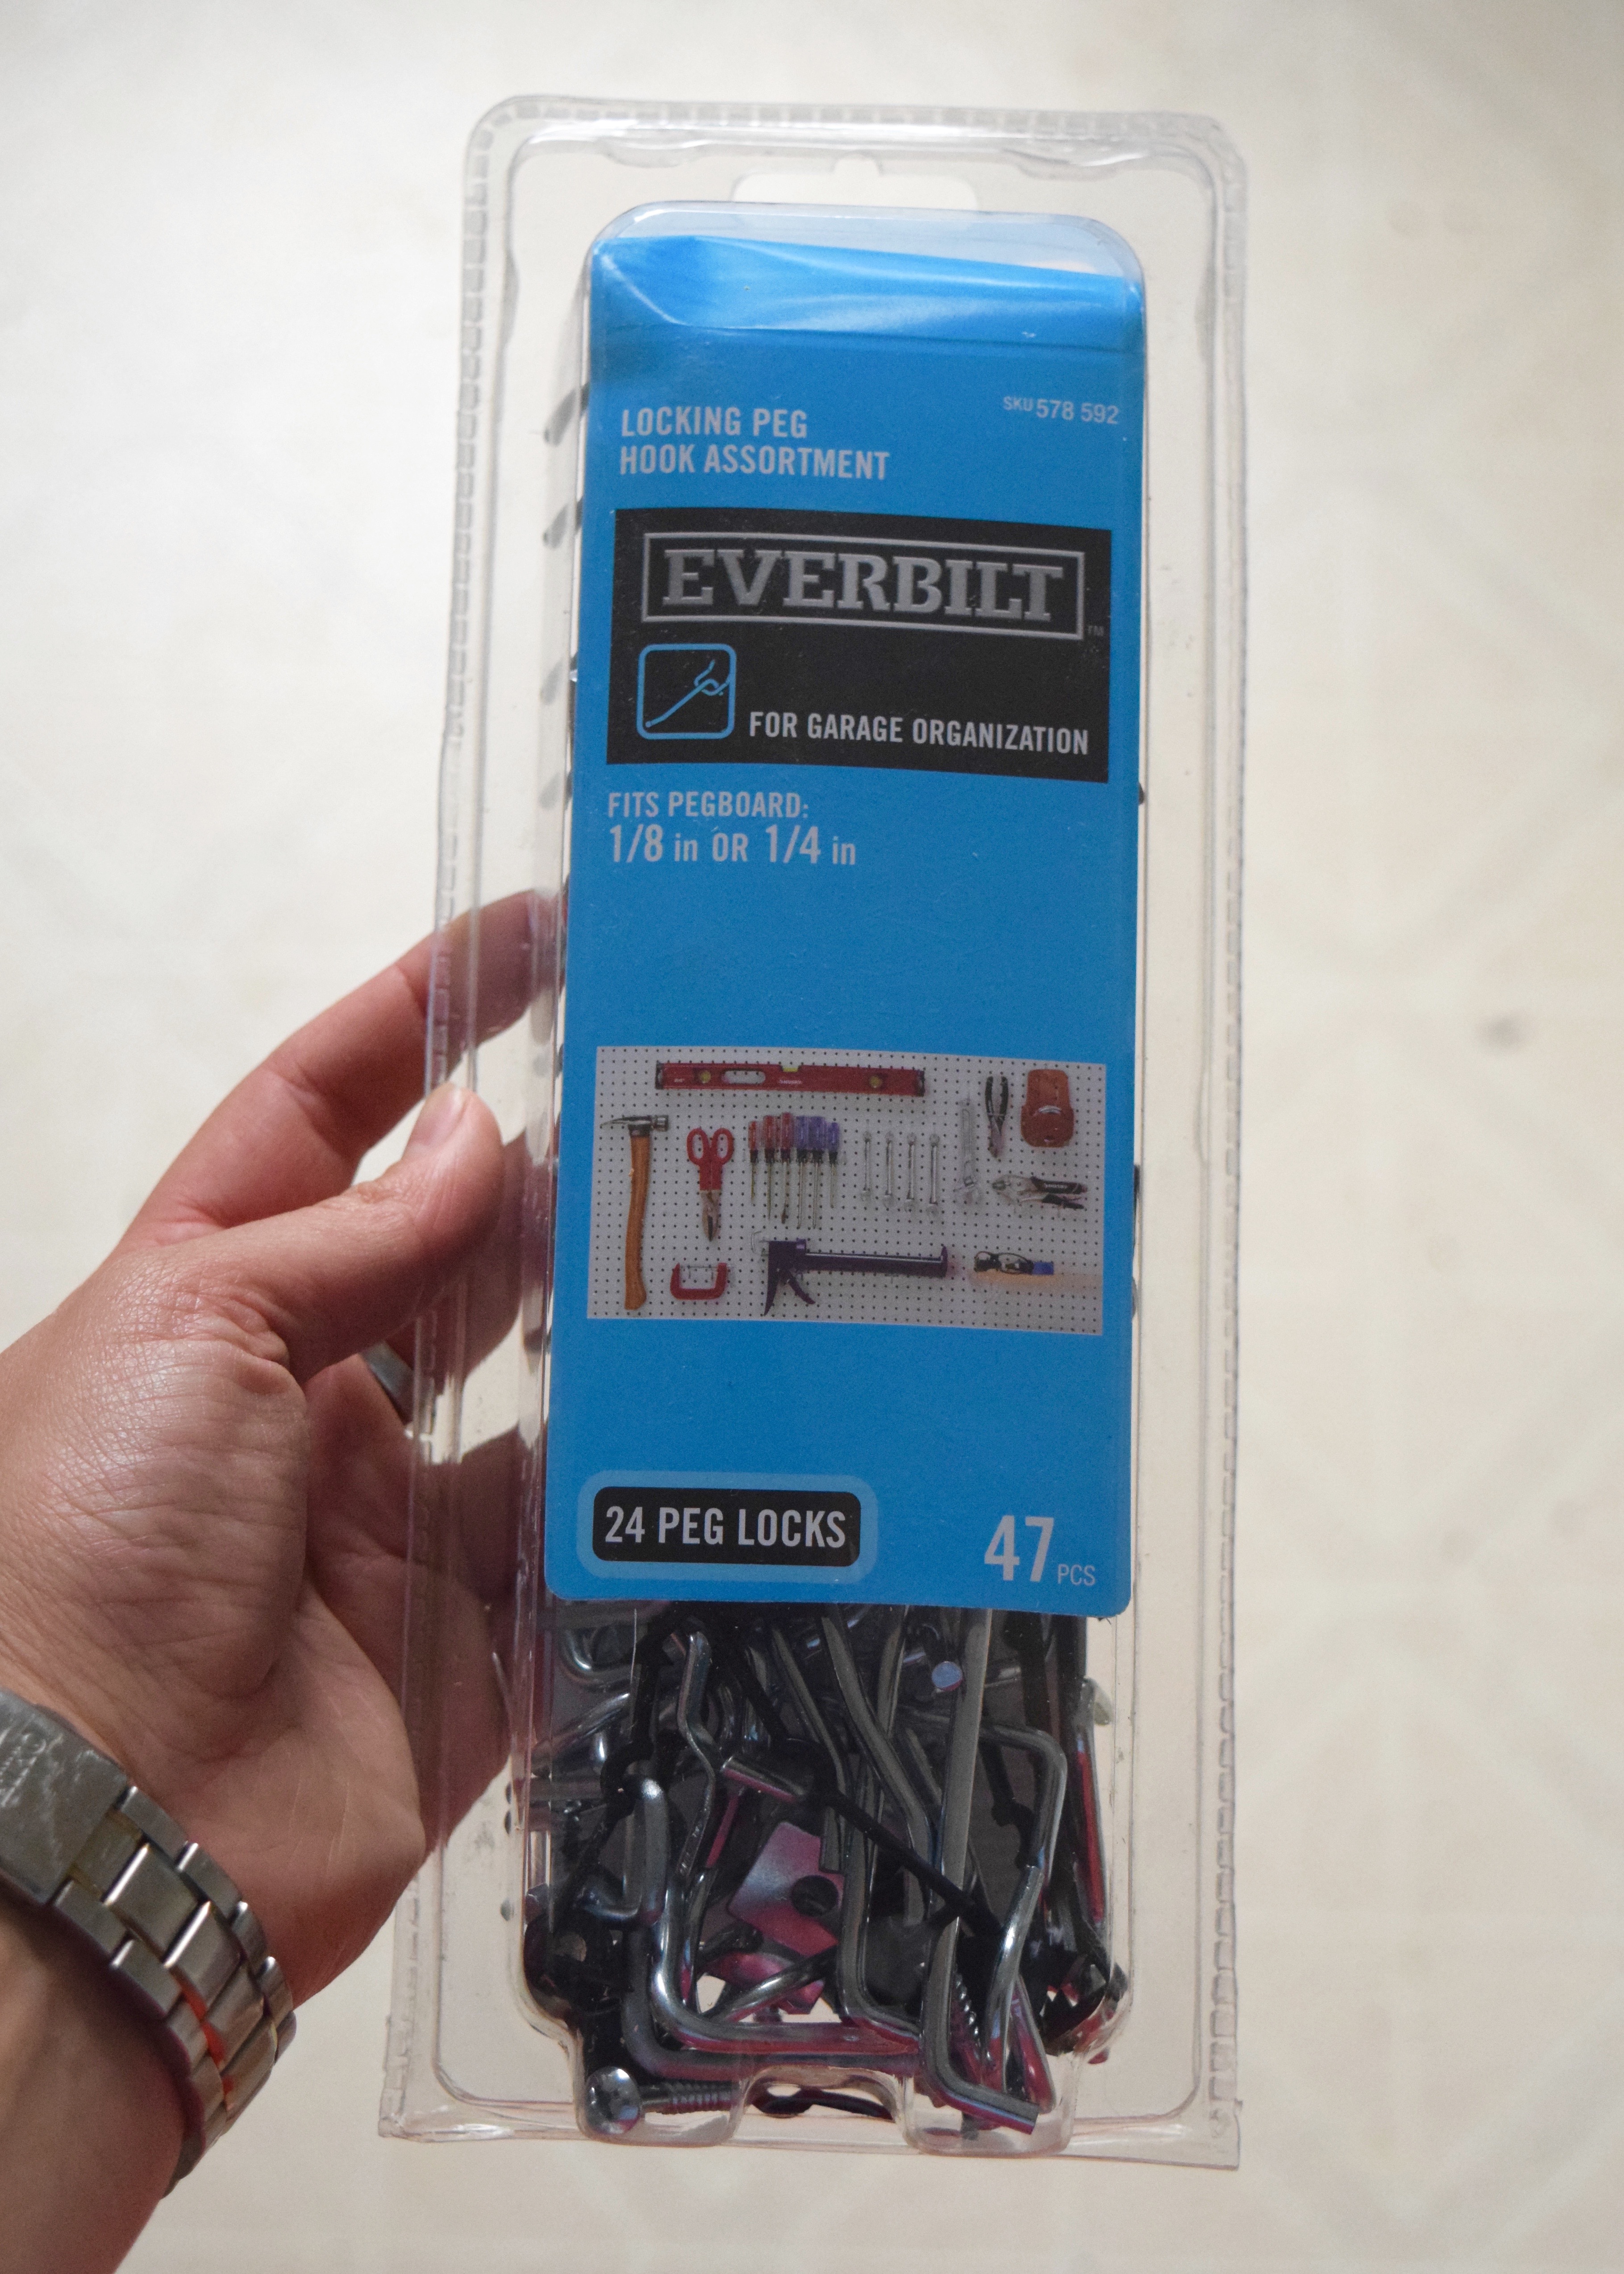 LOCKING PEG
HOOK ASSORTMENT
SKU 578 592
EVERBILT™
FOR GARAGE ORGANIZATION
FITS PEGBOARD:
1/8 in OR 1/4 in
24 PEG LOCKS
47 PCS